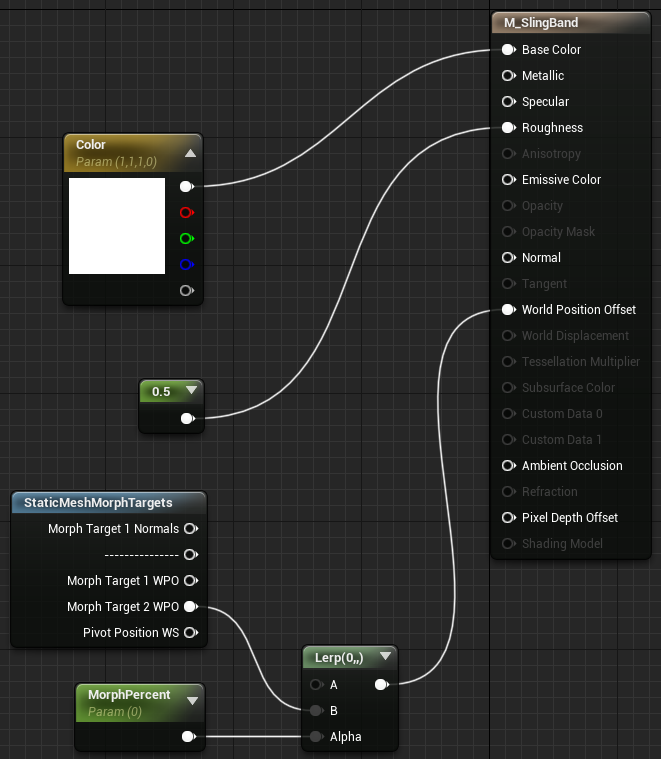 M_SlingBand
Base Color
Metallic
Specular
Roughness
Anisotropy
Emissive Color
Opacity
Opacity Mask
Normal
Tangent
World Position Offset
World Displacement
Tessellation Multiplier
Subsurface Color
Custom Data 0
Custom Data 1
Ambient Occlusion
Refraction
Pixel Depth Offset
Shading Model
Color
Param (1,1,1,0)
0.5
StaticMeshMorphTargets
Morph Target 1 Normals
---------------
Morph Target 1 WPO
Morph Target 2 WPO
Pivot Position WS
MorphPercent
Param (0)
Lerp(0,,)
A
B
Alpha